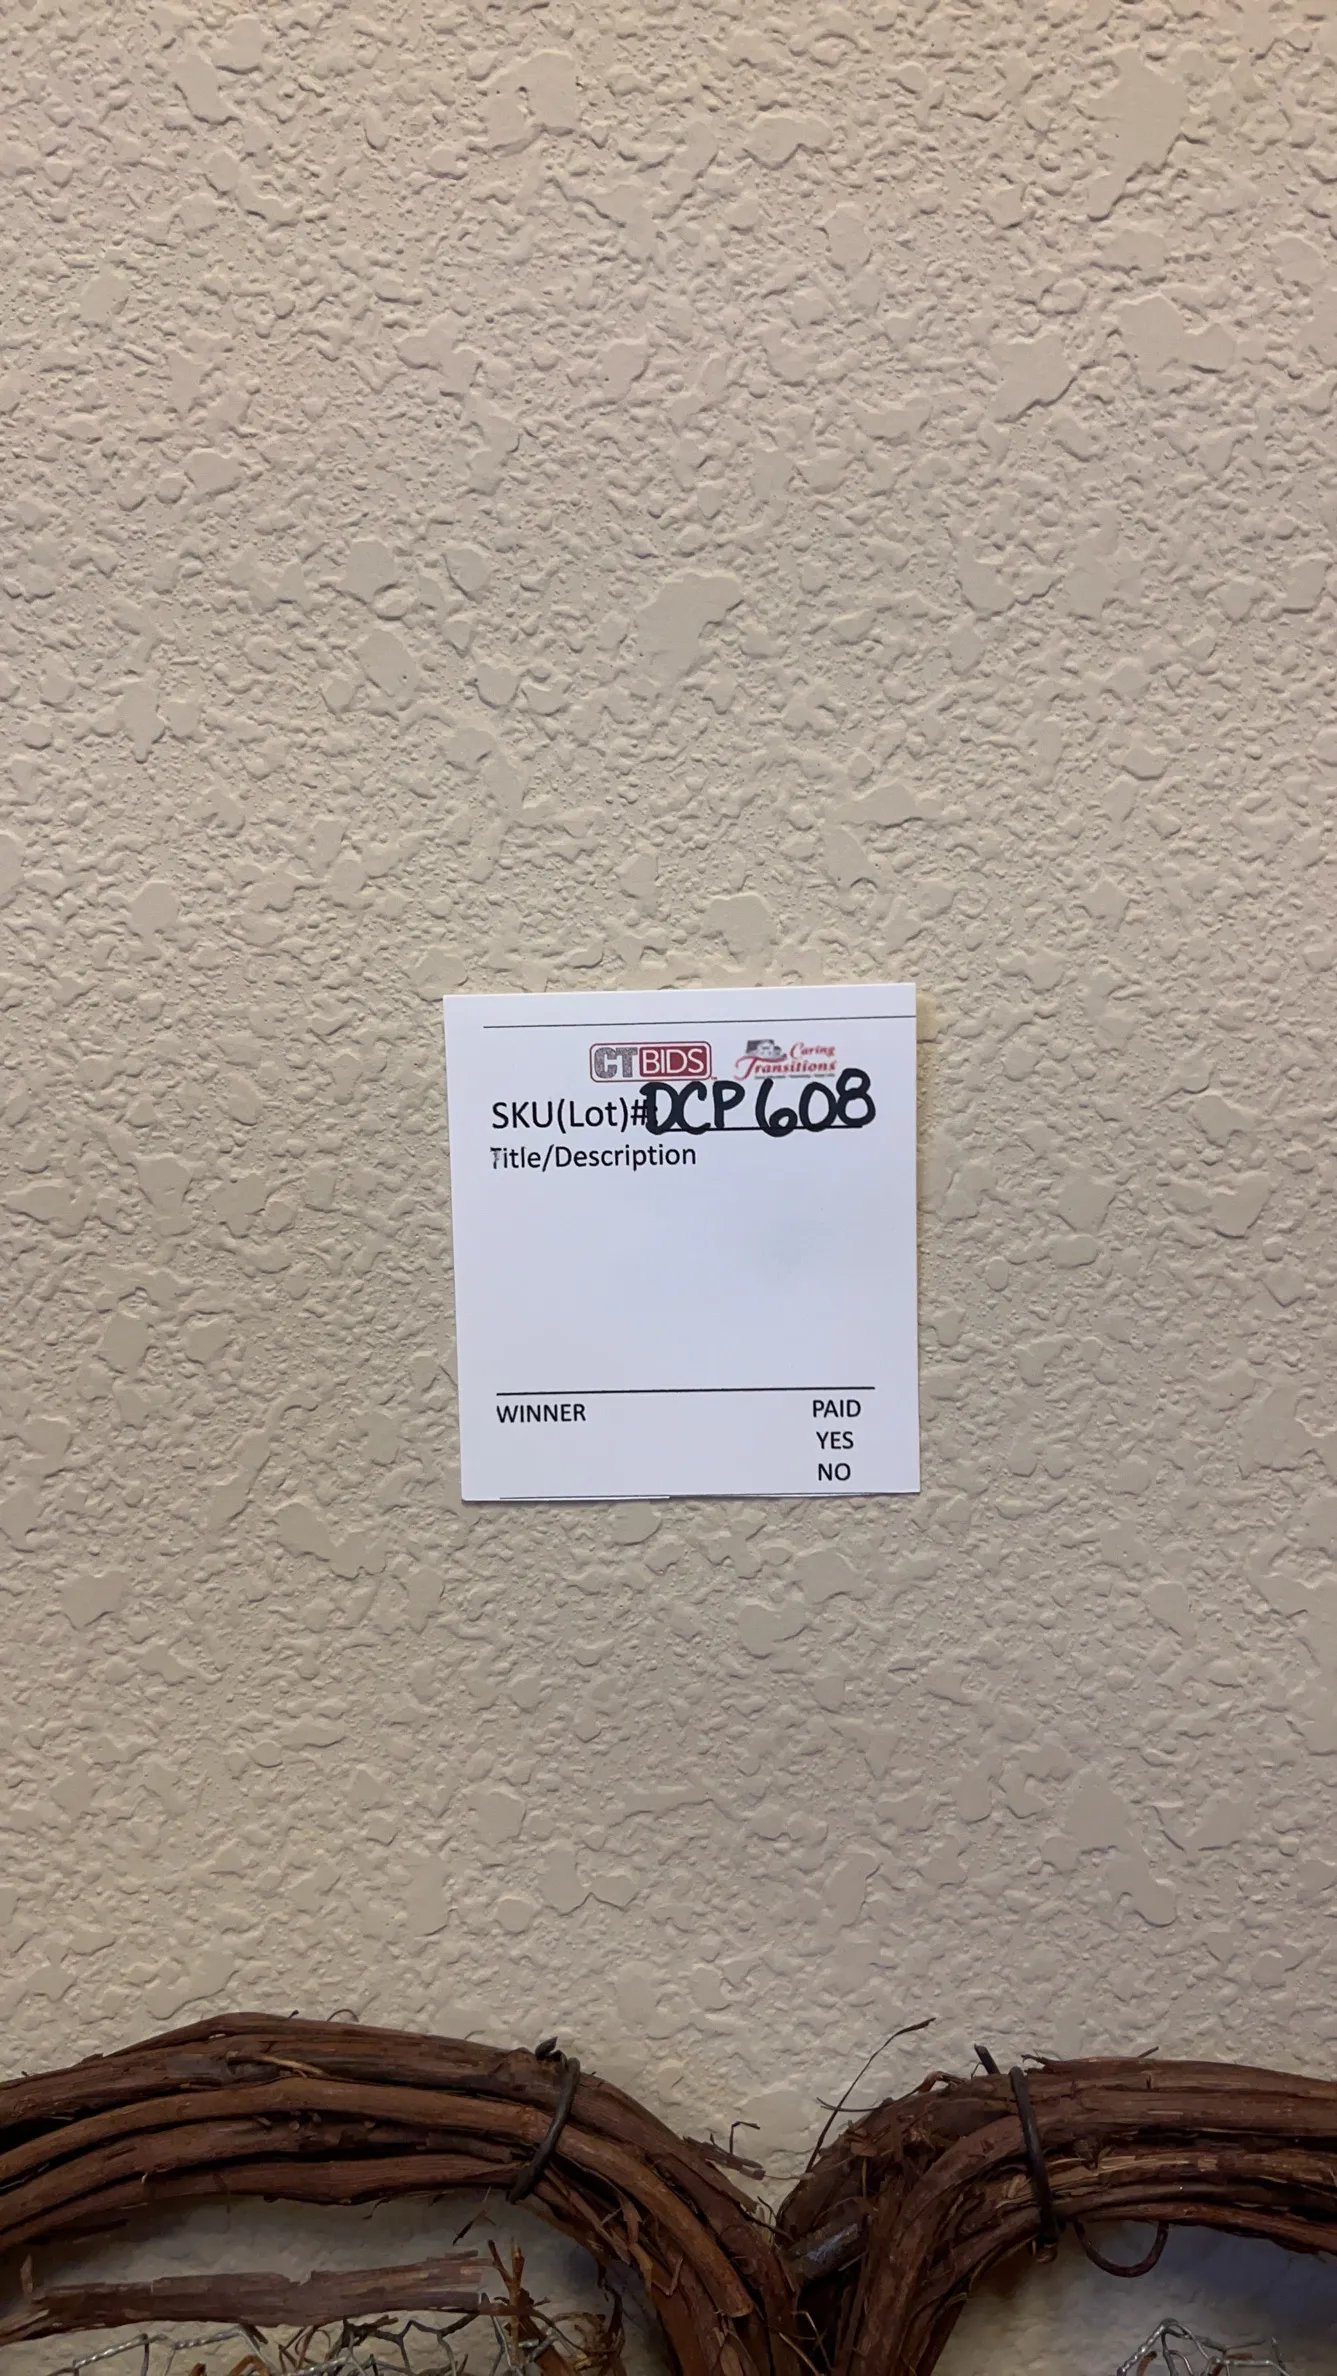 CTBIDS Caring Transitions
SKU(Lot)#: DCP608
Title/Description
WINNER PAID
YES
NO